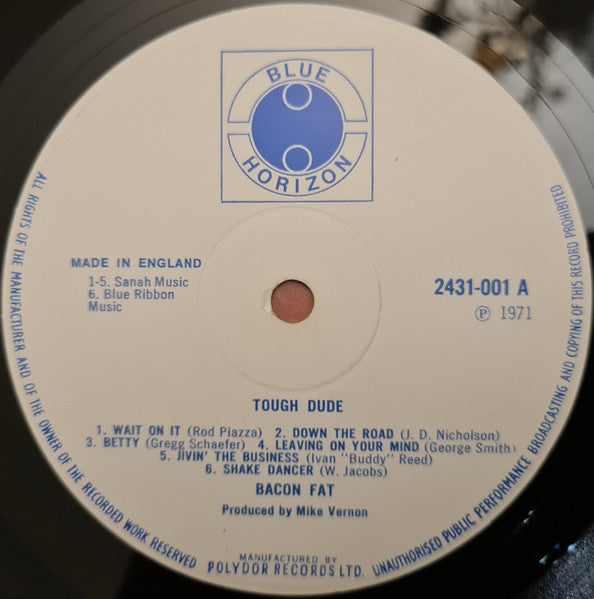 BLUE
HORIZON
MADE IN ENGLAND
1-5. Sanah Music
6. Blue Ribbon
Music
2431-001 A
Ⓟ 1971
TOUGH DUDE
1. WAIT ON IT (Rod Piazza) 2. DOWN THE ROAD (J. D. Nicholson)
3. BETTY (Gregg Schaefer) 4. LEAVING ON YOUR MIND (George Smith)
5. JIVIN' THE BUSINESS (Ivan "Buddy" Reed)
6. SHAKE DANCER (W. Jacobs)
BACON FAT
Produced by Mike Vernon
MANUFACTURED BY
POLYDOR RECORDS LTD.
ALL RIGHTS OF THE MANUFACTURER AND OF THE OWNER OF THE RECORDED WORK RESERVED
UNAUTHORISED PUBLIC PERFORMANCE BROADCASTING AND COPYING OF THIS RECORD PROHIBITED